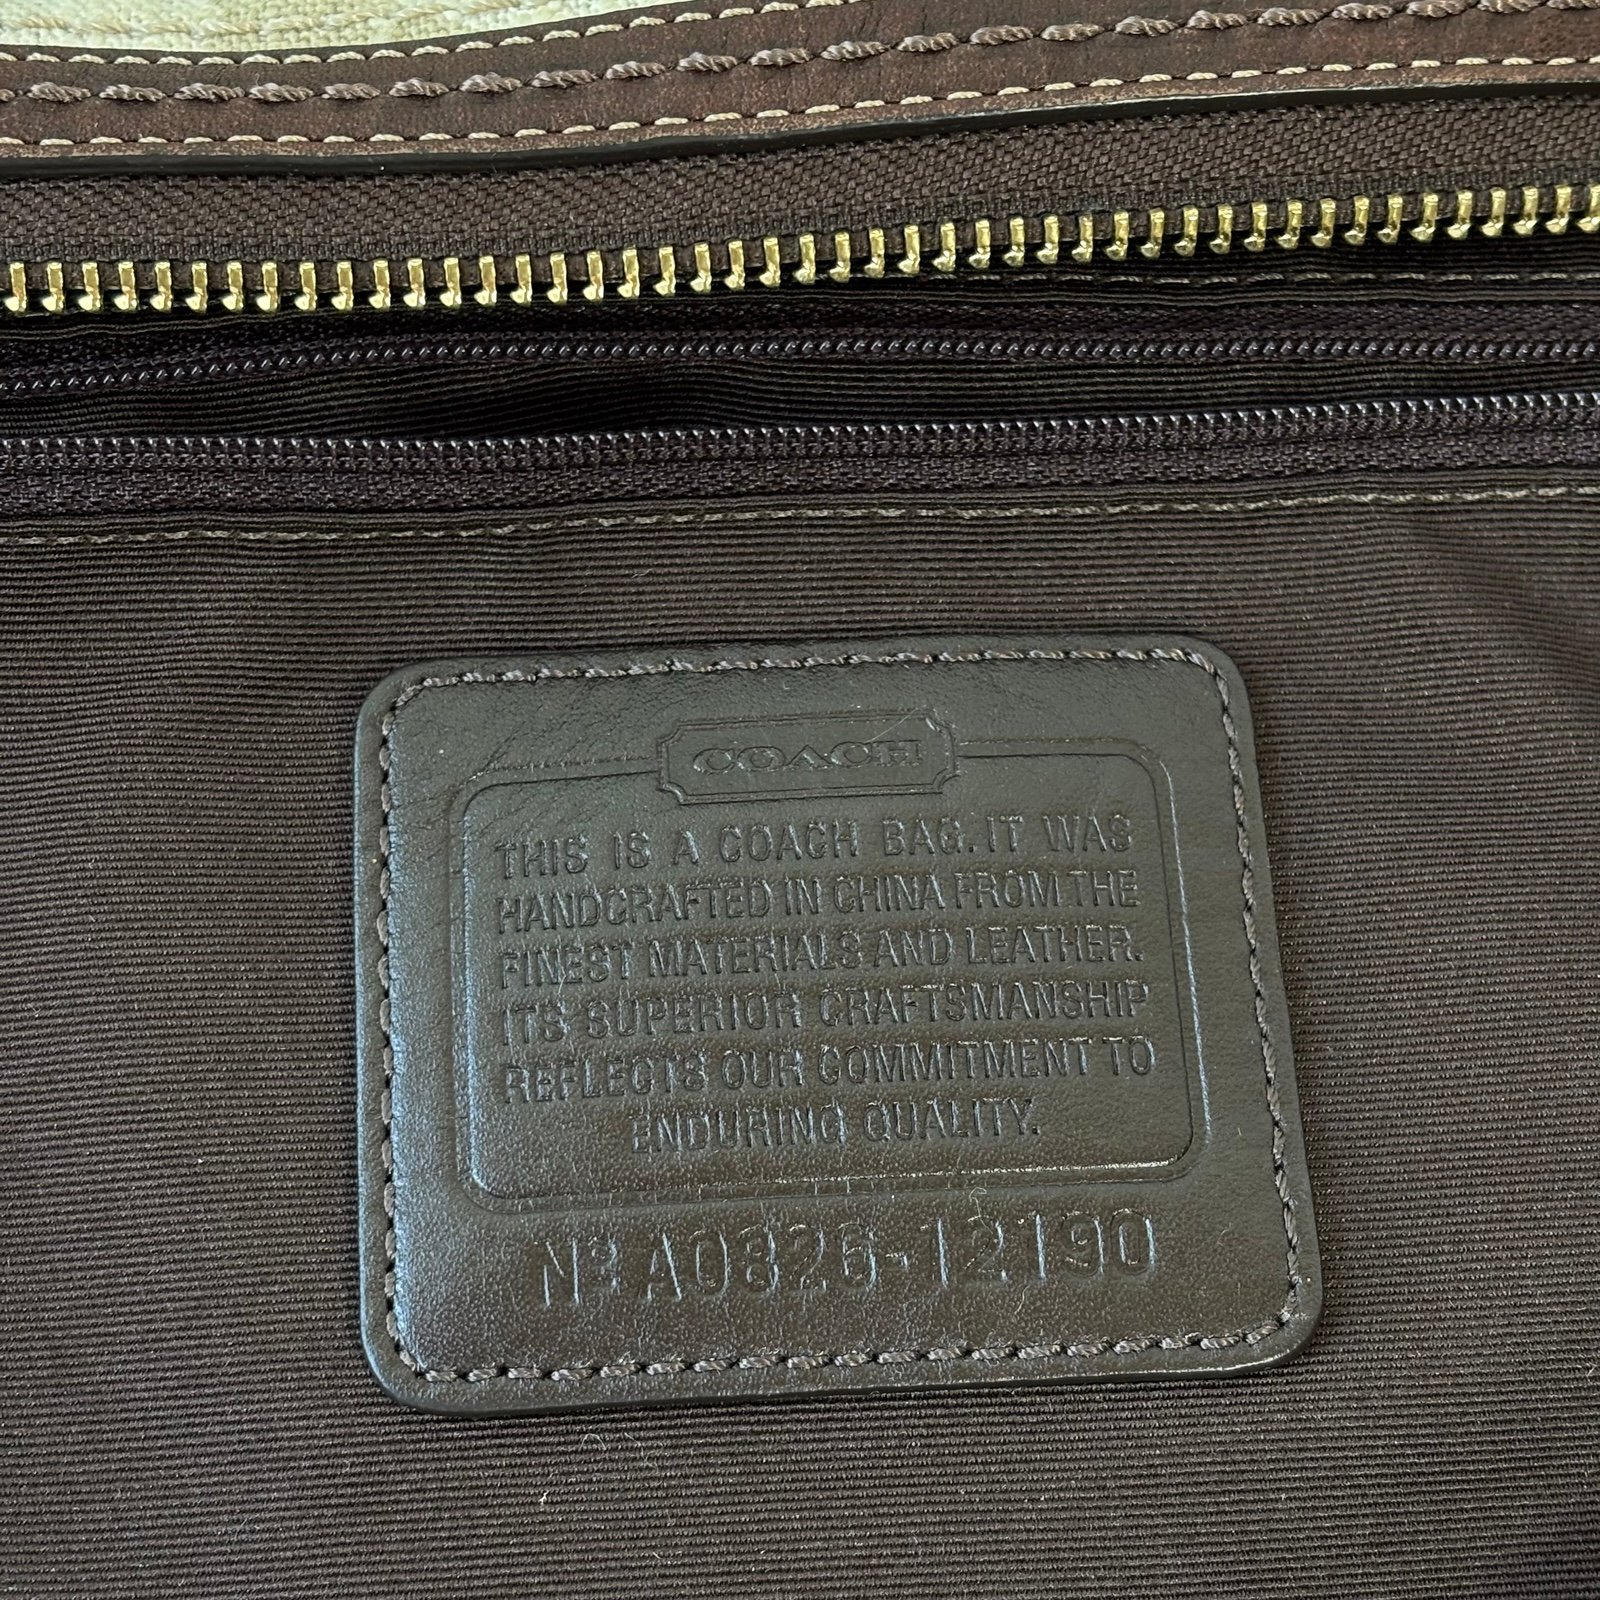 COACH
THIS IS A COACH BAG. IT WAS
HANDCRAFTED IN CHINA FROM THE
FINEST MATERIALS AND LEATHER.
ITS SUPERIOR CRAFTSMANSHIP
REFLECTS OUR COMMITMENT TO
ENDURING QUALITY.
Nº A0826-12190